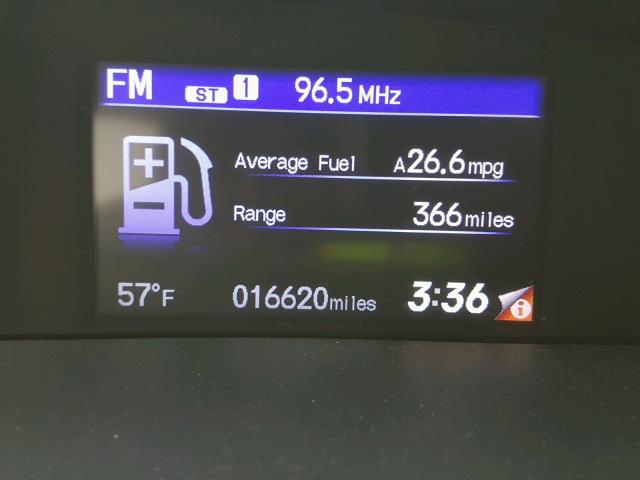 FM ST 1 96.5 MHz
Average Fuel A26.6mpg
Range 366miles
57°F 016620miles 3:36 i